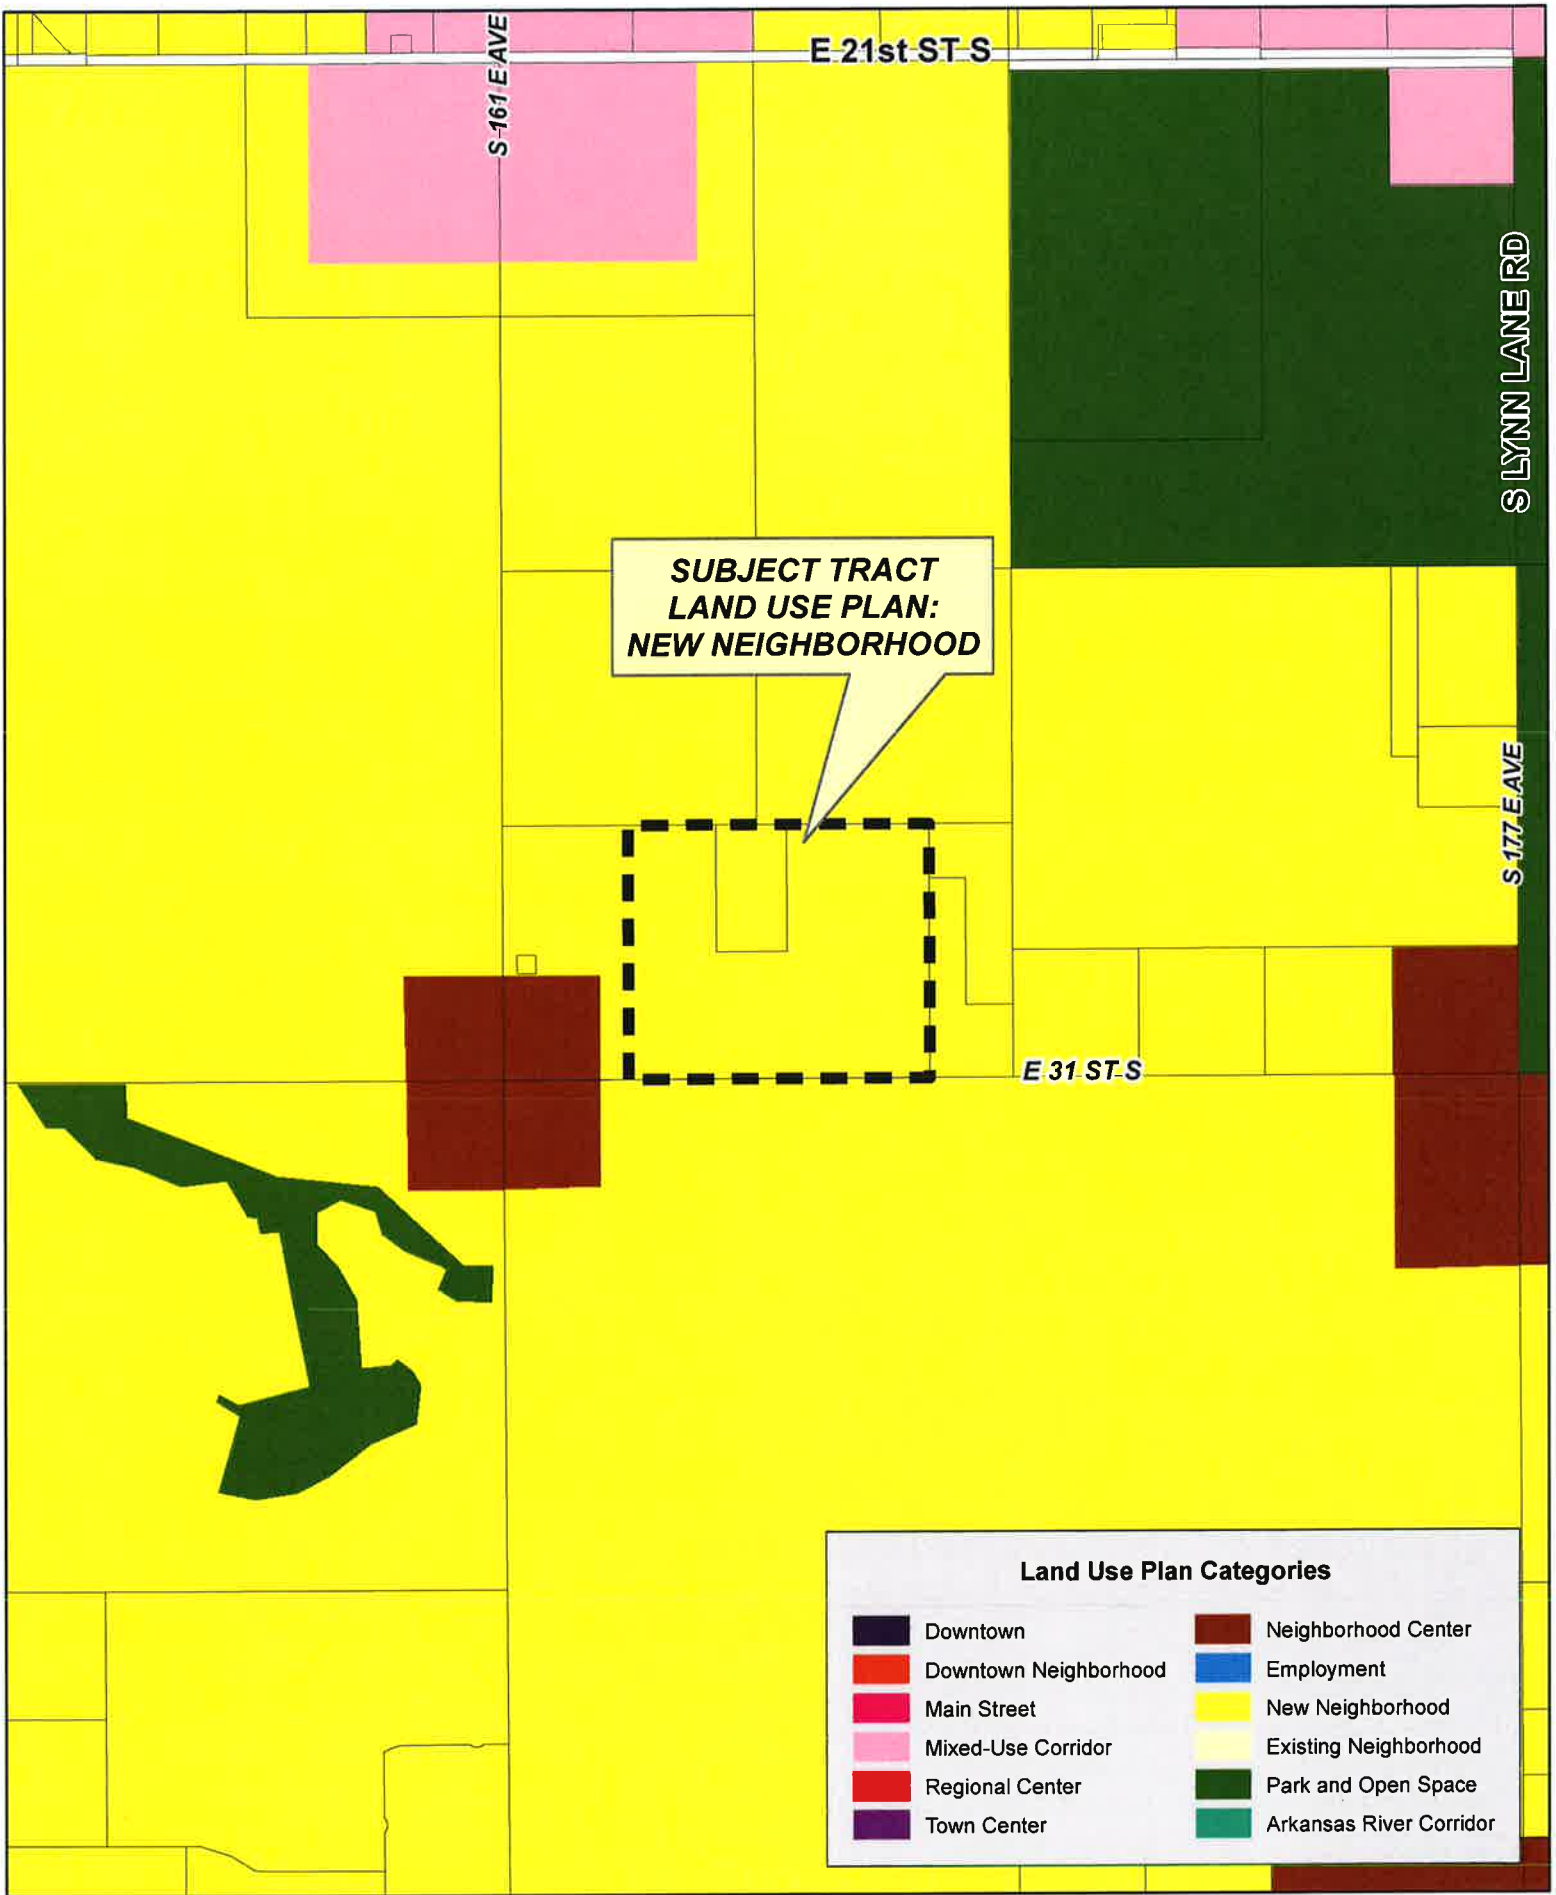 E 21st ST S
S 161 E AVE
S LYNN LANE RD
SUBJECT TRACT
LAND USE PLAN:
NEW NEIGHBORHOOD
S 177 E AVE
E 31 ST S
Land Use Plan Categories
Downtown
Downtown Neighborhood
Main Street
Mixed-Use Corridor
Regional Center
Town Center
Neighborhood Center
Employment
New Neighborhood
Existing Neighborhood
Park and Open Space
Arkansas River Corridor